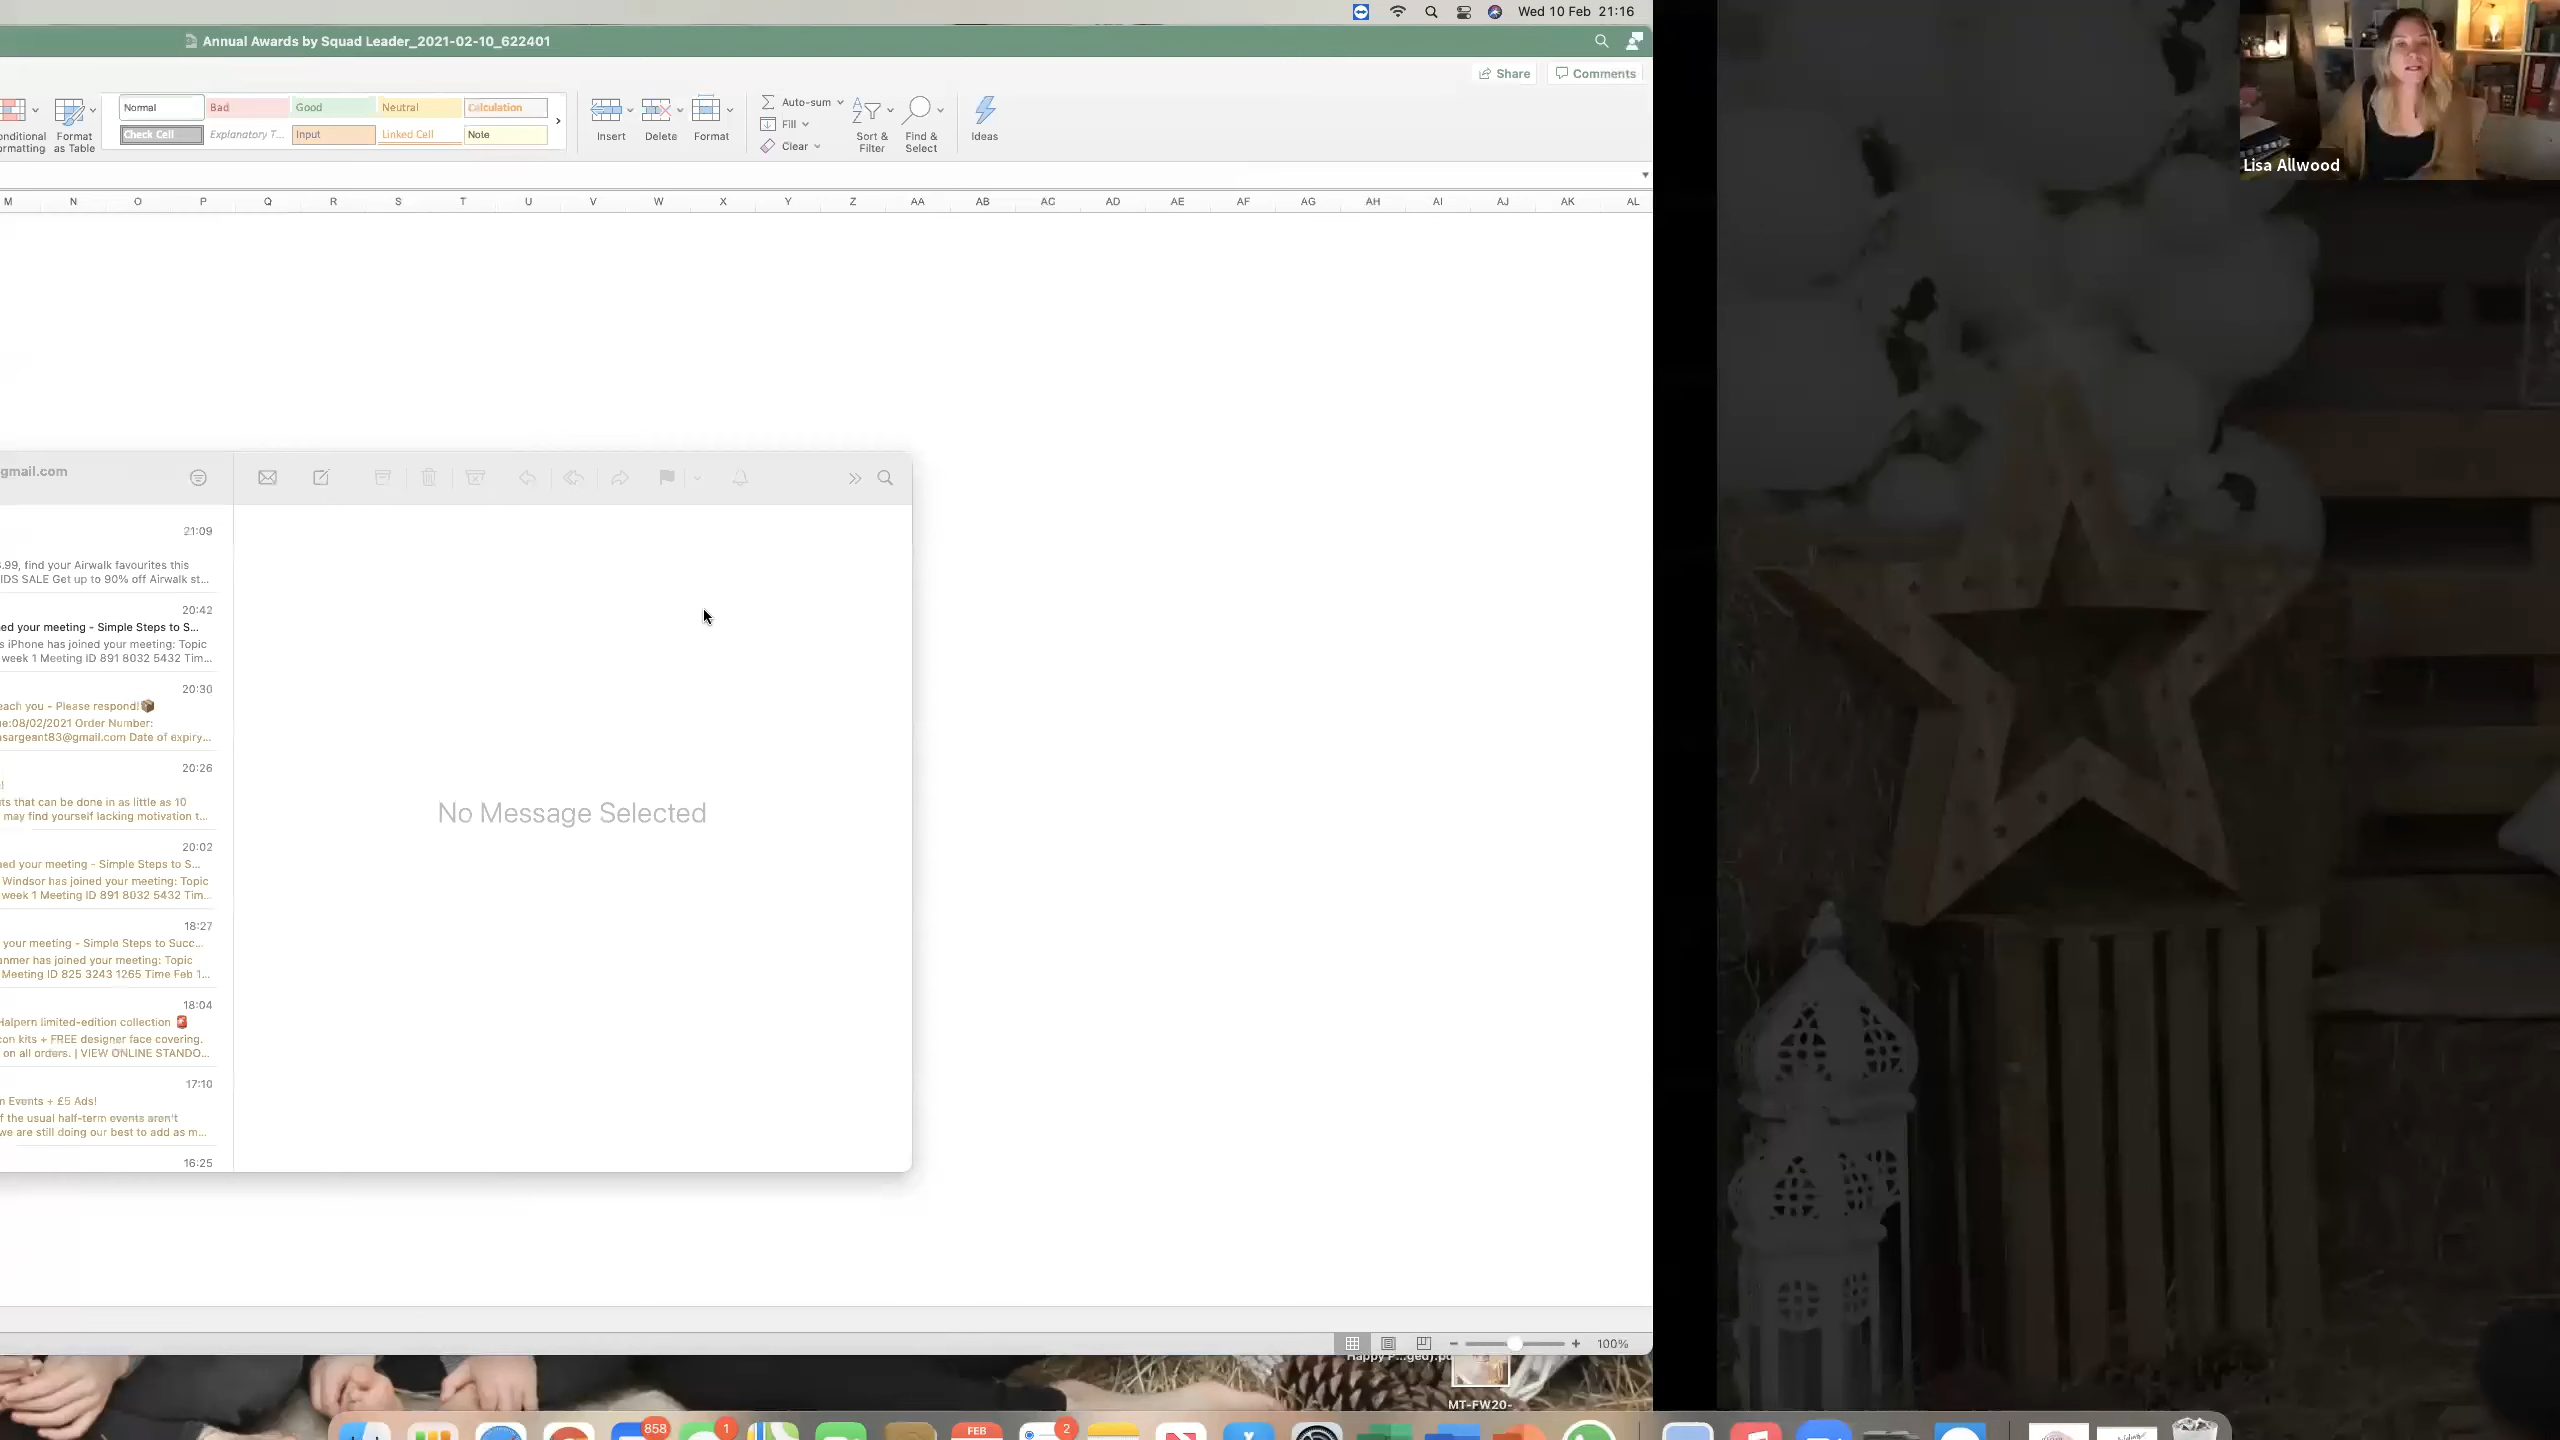 Wed 10 Feb 21:16
Annual Awards by Squad Leader_2021-02-10_622401
Share
Comments
Normal
Bad
Good
Neutral
Calculation
Check Cell
Explanatory T...
Input
Linked Cell
Note
onditional
ormatting
Format
as Table
Insert
Delete
Format
Auto-sum
Fill
Clear
Sort &
Filter
Find &
Select
Ideas
M N O P Q R S T U V W X Y Z AA AB AC AD AE AF AG AH AI AJ AK AL
Lisa Allwood
gmail.com
21:09
.99, find your Airwalk favourites this
IDS SALE Get up to 90% off Airwalk st...
20:42
ed your meeting - Simple Steps to S...
s iPhone has joined your meeting: Topic
week 1 Meeting ID 891 8032 5432 Tim...
20:30
each you - Please respond!
e:08/02/2021 Order Number:
sargeant83@gmail.com Date of expiry...
20:26
!
ts that can be done in as little as 10
may find yourself lacking motivation t...
20:02
ed your meeting - Simple Steps to S...
Windsor has joined your meeting: Topic
week 1 Meeting ID 891 8032 5432 Tim...
18:27
your meeting - Simple Steps to Succ...
anmer has joined your meeting: Topic
Meeting ID 825 3243 1265 Time Feb 1...
18:04
Halpern limited-edition collection
con kits + FREE designer face covering.
on all orders. | VIEW ONLINE STANDO...
17:10
n Events + £5 Ads!
f the usual half-term events aren't
we are still doing our best to add as m...
16:25
No Message Selected
100%
MT-FW20-
858
1
FEB
2